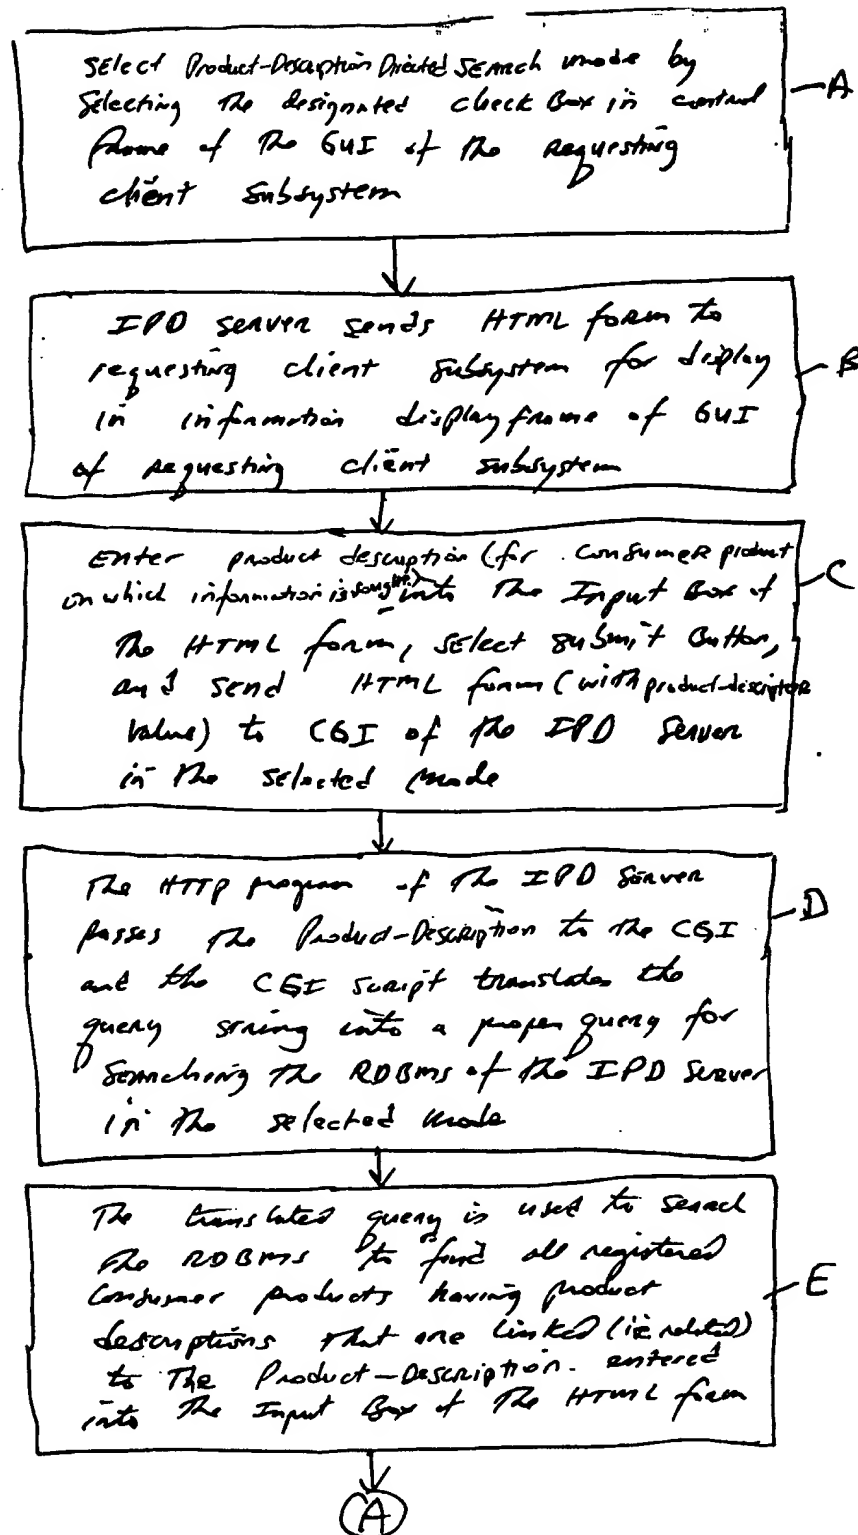 Select Product-Description Directed Search mode by
Selecting the designated check Box in control
frame of the GUI of the requesting
client subsystem
A
IPD server sends HTML form to
requesting client subsystem for display
in information display frame of GUI
of requesting client subsystem
B
Enter product description (for consumer product
on which information is sought) into the Input Box of
the HTML form, select submit Button,
and send HTML form (with product-descriptor
value) to CGI of the IPD Server
in the selected mode
C
The HTTP program of the IPD Server
passes the Product-Description to the CGI
and the CGI script translates the
query string into a proper query for
searching the RDBMS of the IPD Server
in the selected mode
D
The translated query is used to search
the RDBMS to find all registered
consumer products having product
descriptions that are linked (ie related)
to the Product-Description. entered
into the Input Box of the HTML form
E
A